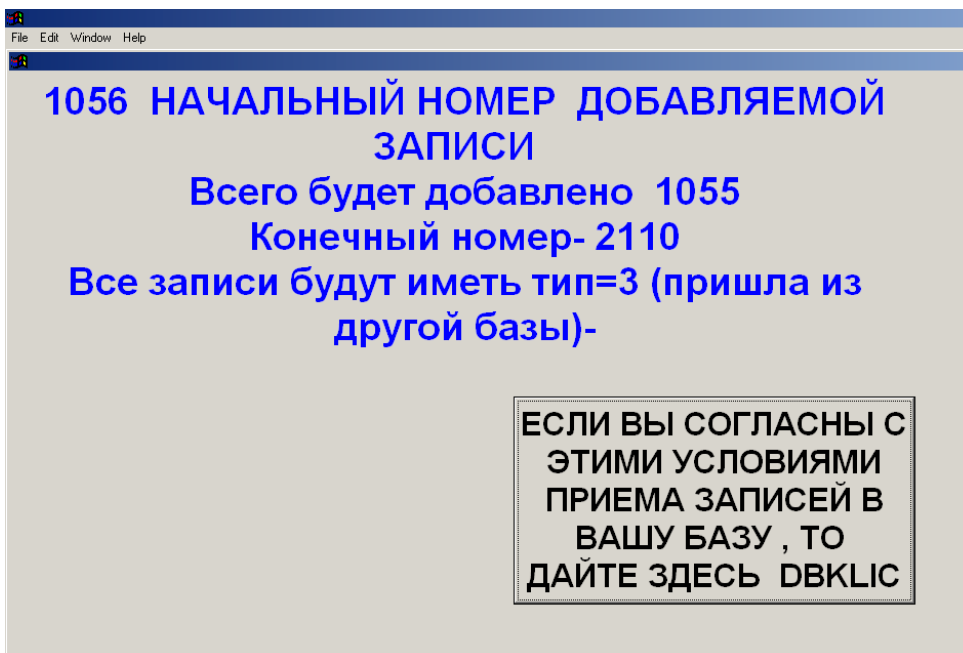 File Edit Window Help
1056 НАЧАЛЬНЫЙ НОМЕР ДОБАВЛЯЕМОЙ
ЗАПИСИ
Всего будет добавлено 1055
Конечный номер- 2110
Все записи будут иметь тип=3 (пришла из
другой базы)-
ЕСЛИ ВЫ СОГЛАСНЫ С
ЭТИМИ УСЛОВИЯМИ
ПРИЕМА ЗАПИСЕЙ В
ВАШУ БАЗУ , ТО
ДАЙТЕ ЗДЕСЬ DBKLIC